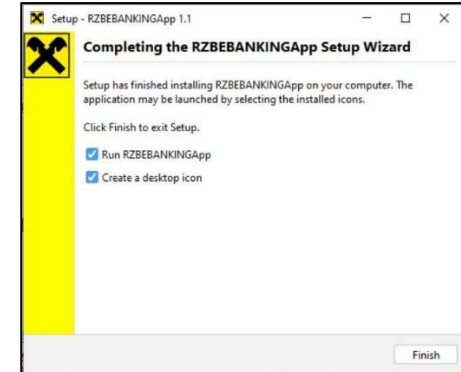 Setup - RZBEBANKINGApp 1.1
Completing the RZBEBANKINGApp Setup Wizard
Setup has finished installing RZBEBANKINGApp on your computer. The
application may be launched by selecting the installed icons.
Click Finish to exit Setup.
Run RZBEBANKINGApp
Create a desktop icon
Finish